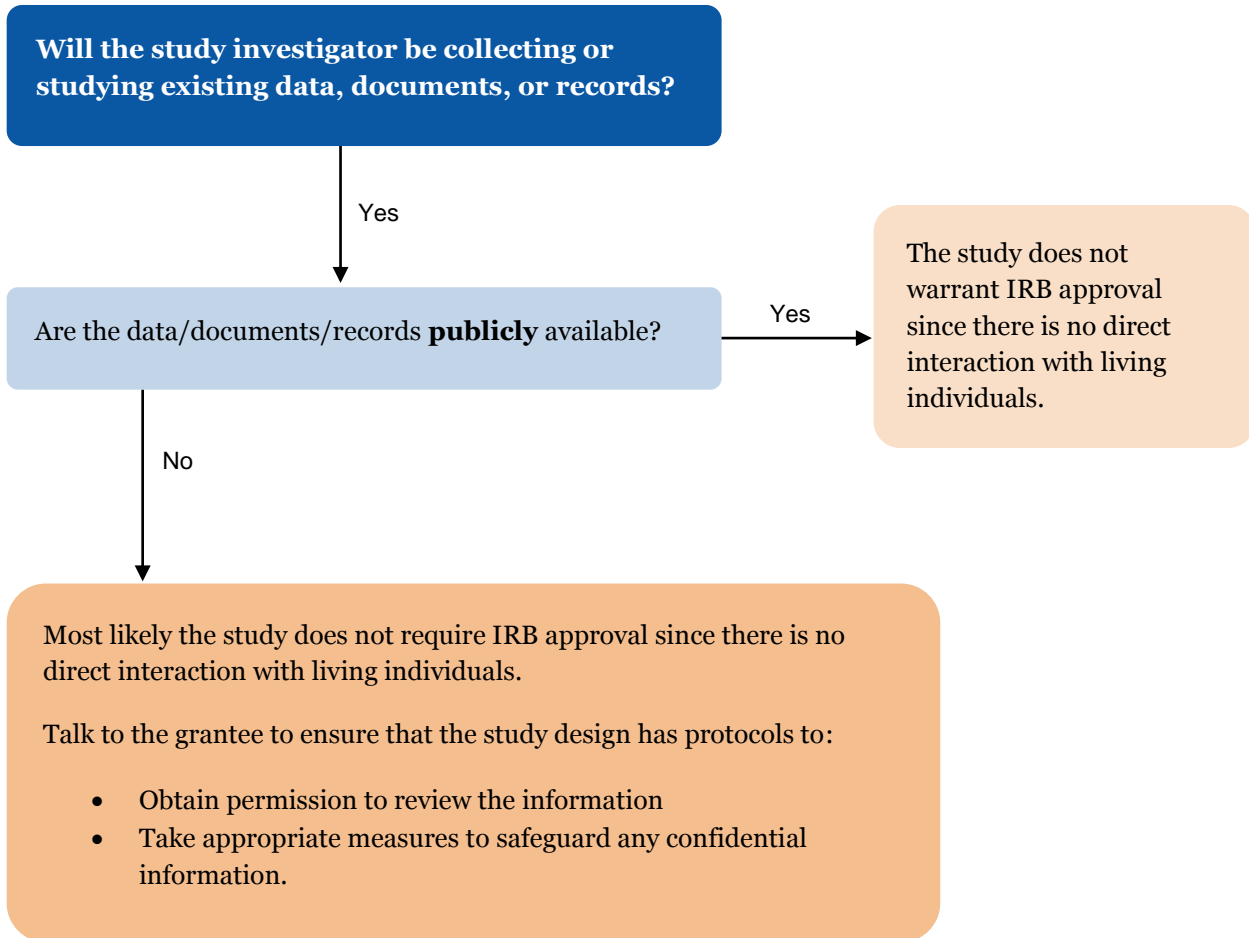 Will the study investigator be collecting or
studying existing data, documents, or records?
Yes
Are the data/documents/records publicly available?
Yes
The study does not
warrant IRB approval
since there is no direct
interaction with living
individuals.
No
Most likely the study does not require IRB approval since there is no
direct interaction with living individuals.
Talk to the grantee to ensure that the study design has protocols to:
• Obtain permission to review the information
• Take appropriate measures to safeguard any confidential
information.